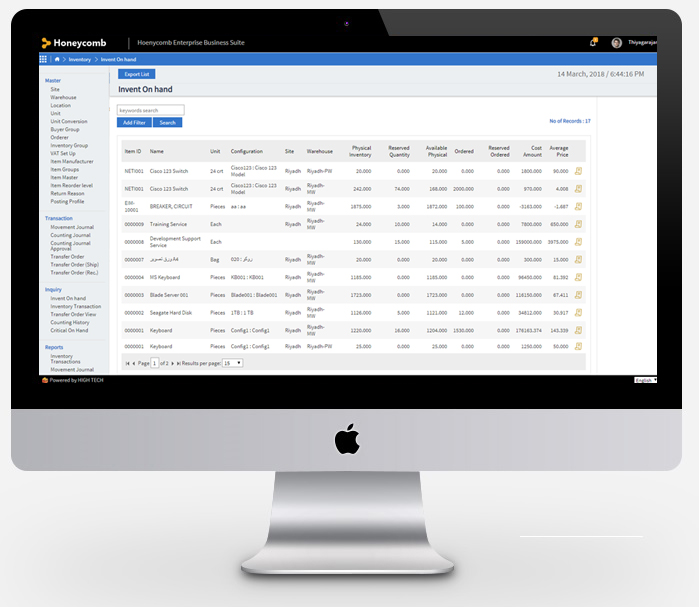 Honeycomb
Hoenycomb Enterprise Business Suite
Thiyagarajan
Inventory > Invent On hand
Master
Site
Warehouse
Location
Unit
Unit Conversion
Buyer Group
Orderer
Inventory Group
VAT Set Up
Item Manufacturer
Item Groups
Item Master
Item Reorder level
Return Reason
Posting Profile
Transaction
Movement Journal
Counting Journal
Counting Journal
Approval
Transfer Order
Transfer Order (Ship)
Transfer Order (Rec.)
Inquiry
Invent On hand
Inventory Transaction
Transfer Order View
Counting History
Critical On Hand
Reports
Inventory
Transactions
Movement Journal
Export List
14 March, 2018 / 6:44:16 PM
Invent On hand
keywords search
Add Filter Search
No of Records : 17
Item ID Name Unit Configuration Site Warehouse Physical Inventory Reserved Quantity Available Physical Ordered Reserved Ordered Cost Amount Average Price
NET001 Cisco 123 Switch 24 crt Cisco123 : Cisco 123 Model Riyadh Riyadh-PW 20.000 0.000 20.000 0.000 0.000 1800.000 90.000
NET001 Cisco 123 Switch 24 crt Cisco123 : Cisco 123 Model Riyadh Riyadh-MW 242.000 74.000 168.000 2000.000 0.000 970.000 4.008
EIM-10001 BREAKER, CIRCUIT Pieces aa : aa Riyadh Riyadh-MW 1875.000 3.000 1872.000 100.000 0.000 -3163.000 -1.687
0000009 Training Service Each Riyadh Riyadh-MW 24.000 10.000 14.000 0.000 0.000 7800.000 650.000
0000008 Development Support Service Each 130.000 15.000 115.000 5.000 0.000 159000.000 3975.000
0000007 Bag Riyadh Riyadh-MW 20.000 0.000 20.000 0.000 0.000 300.000 15.000
0000004 MS Keyboard Pieces KB001 : KB001 Riyadh Riyadh-MW 1185.000 0.000 1185.000 0.000 0.000 96450.000 81.392
0000003 Blade Server 001 Pieces Blade001 : Blade001 Riyadh Riyadh-MW 1723.000 0.000 1723.000 0.000 0.000 116150.000 67.411
0000002 Seagate Hard Disk Pieces 1TB : 1 TB Riyadh Riyadh-MW 1126.000 5.000 1121.000 12.000 0.000 34812.000 30.917
0000001 Keyboard Pieces Config1 : Config1 Riyadh Riyadh-MW 1220.000 16.000 1204.000 1530.000 0.000 176163.374 143.339
0000001 Keyboard Pieces Config1 : Config1 Riyadh Riyadh-PW 25.000 0.000 25.000 0.000 0.000 1250.000 50.000
Page 1 of 2 Results per page: 15
Powered by HIGH TECH
English